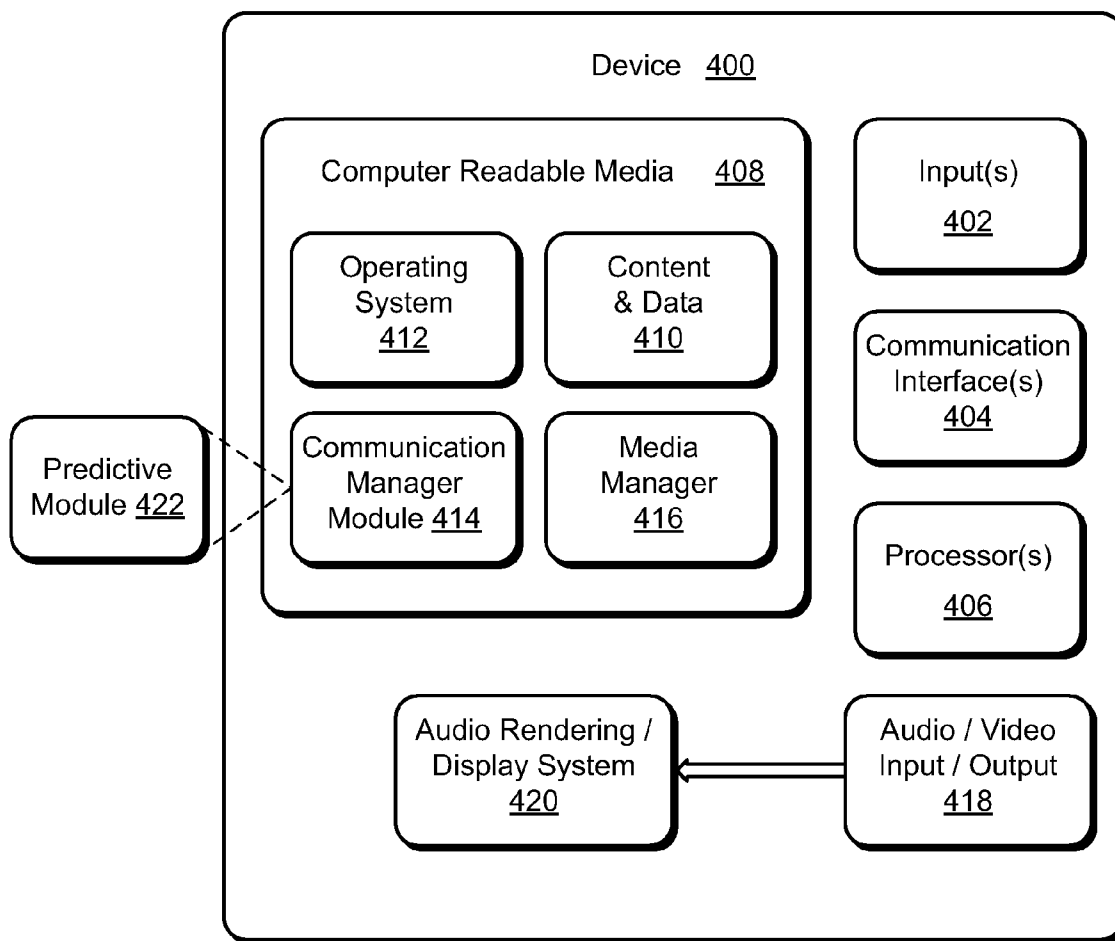 Device 400
Computer Readable Media 408
Operating
System
412
Content
& Data
410
Communication
Manager
Module 414
Media
Manager
416
Predictive
Module 422
Input(s)
402
Communication
Interface(s)
404
Processor(s)
406
Audio Rendering /
Display System
420
Audio / Video
Input / Output
418